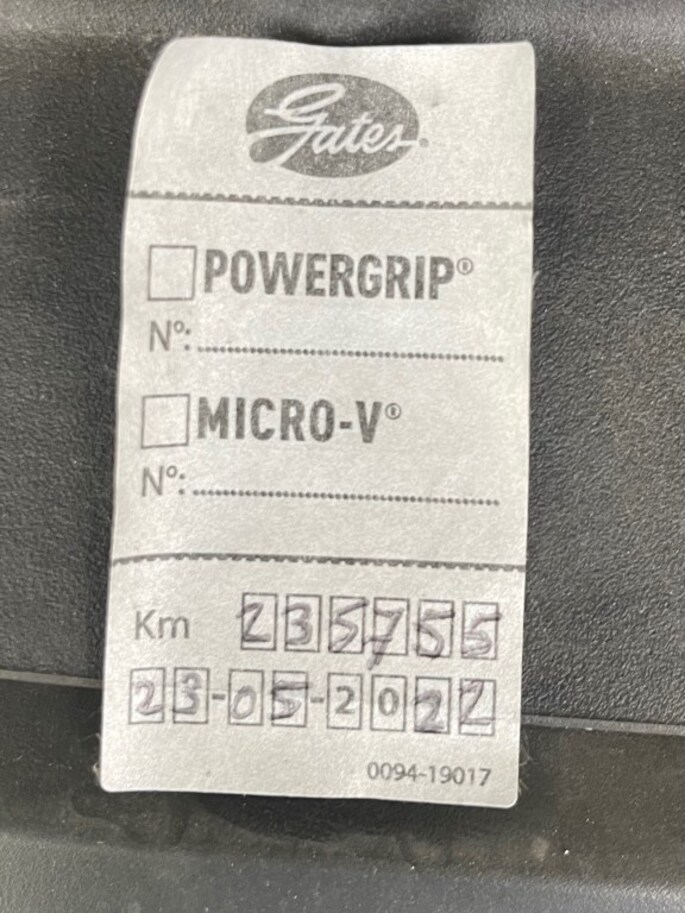 Gates®
POWERGRIP®
Nº:
MICRO-V®
Nº:
Km 235755
23-05-2022
0094-19017